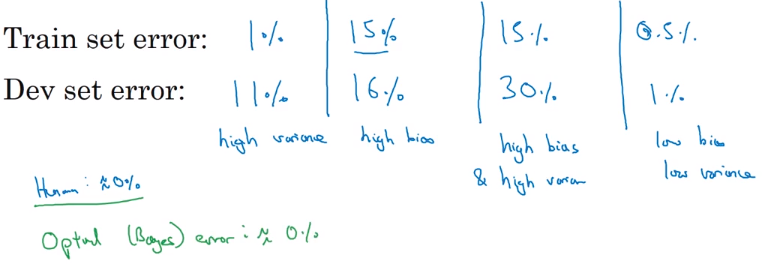 Train set error: 1% 15% 15% 0.5%
Dev set error: 11% 16% 30% 1%
high variance high bias high bias low bias
& high varian low variance
Human: ≈0%
Optimal (Bayes) error: ≈ 0%